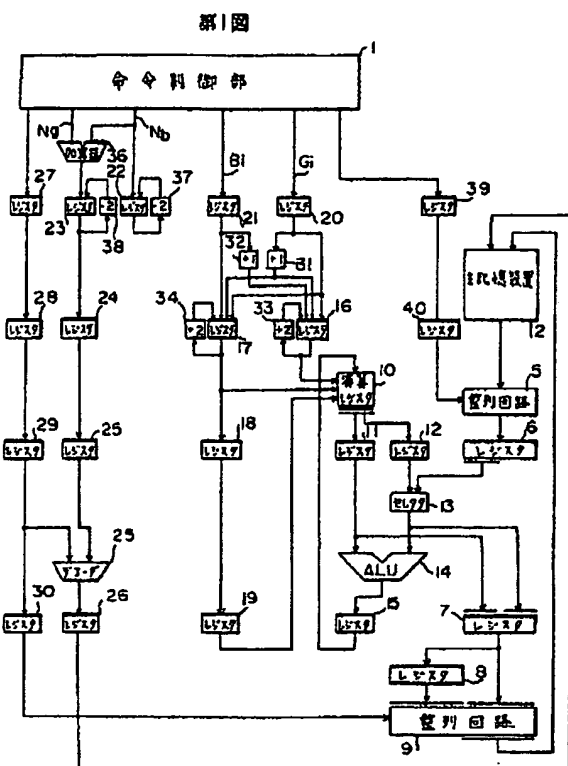 第1図
1
命令制御部
Ng
Nb
Bi
Gi
加算器
36
27
22
37
39
レジスタ
レジスタ
-2
レジスタ
-2
レジスタ
レジスタ
レジスタ
23
38
21
20
32
+1
+1
31
主記憶装置
28
24
34
33
16
40
12
レジスタ
レジスタ
+2
レジスタ
+2
レジスタ
レジスタ
17
10
演算
レジスタ
5
整列回路
29
25
18
11
12
6
レジスタ
レジスタ
レジスタ
レジスタ
レジスタ
レジスタ
13
セレクタ
25
デコーダ
ALU
14
30
26
19
15
7
レジスタ
レジスタ
レジスタ
レジスタ
レジスタ
レジスタ
8
整列回路
9